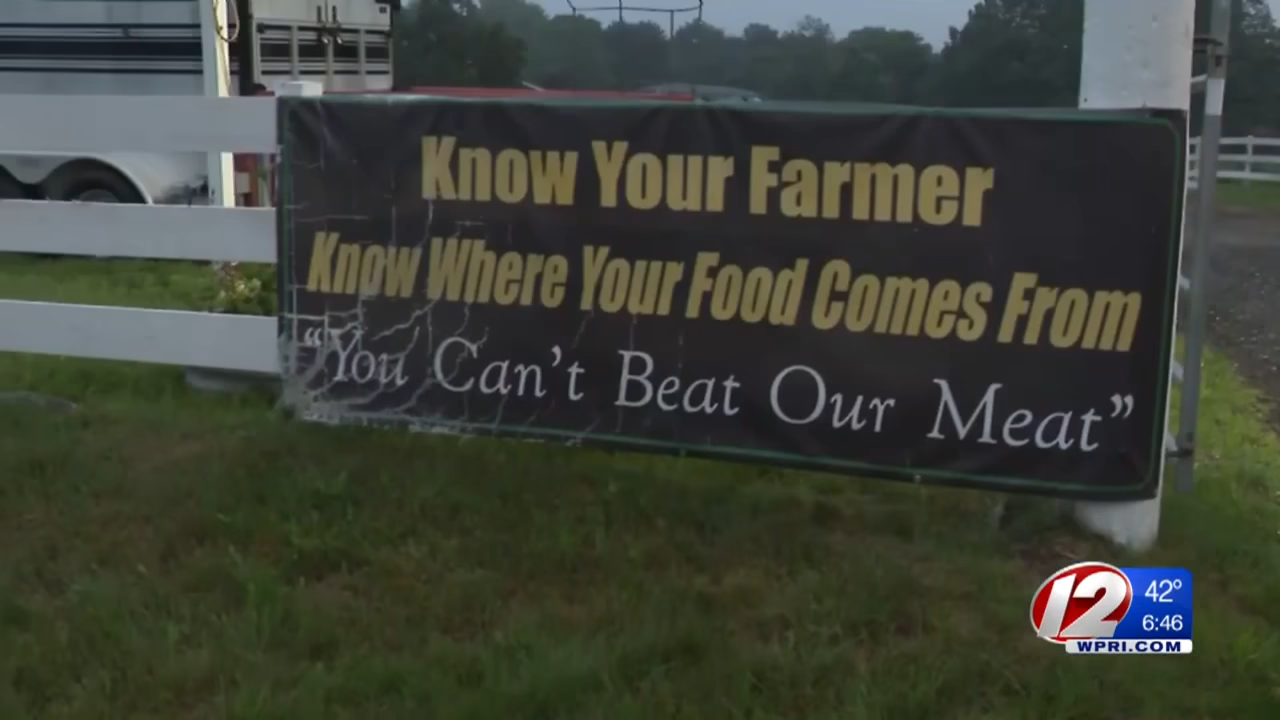 Know Your Farmer
Know Where Your Food Comes From
“You Can’t Beat Our Meat”
12
42°
6:46
WPRI.COM